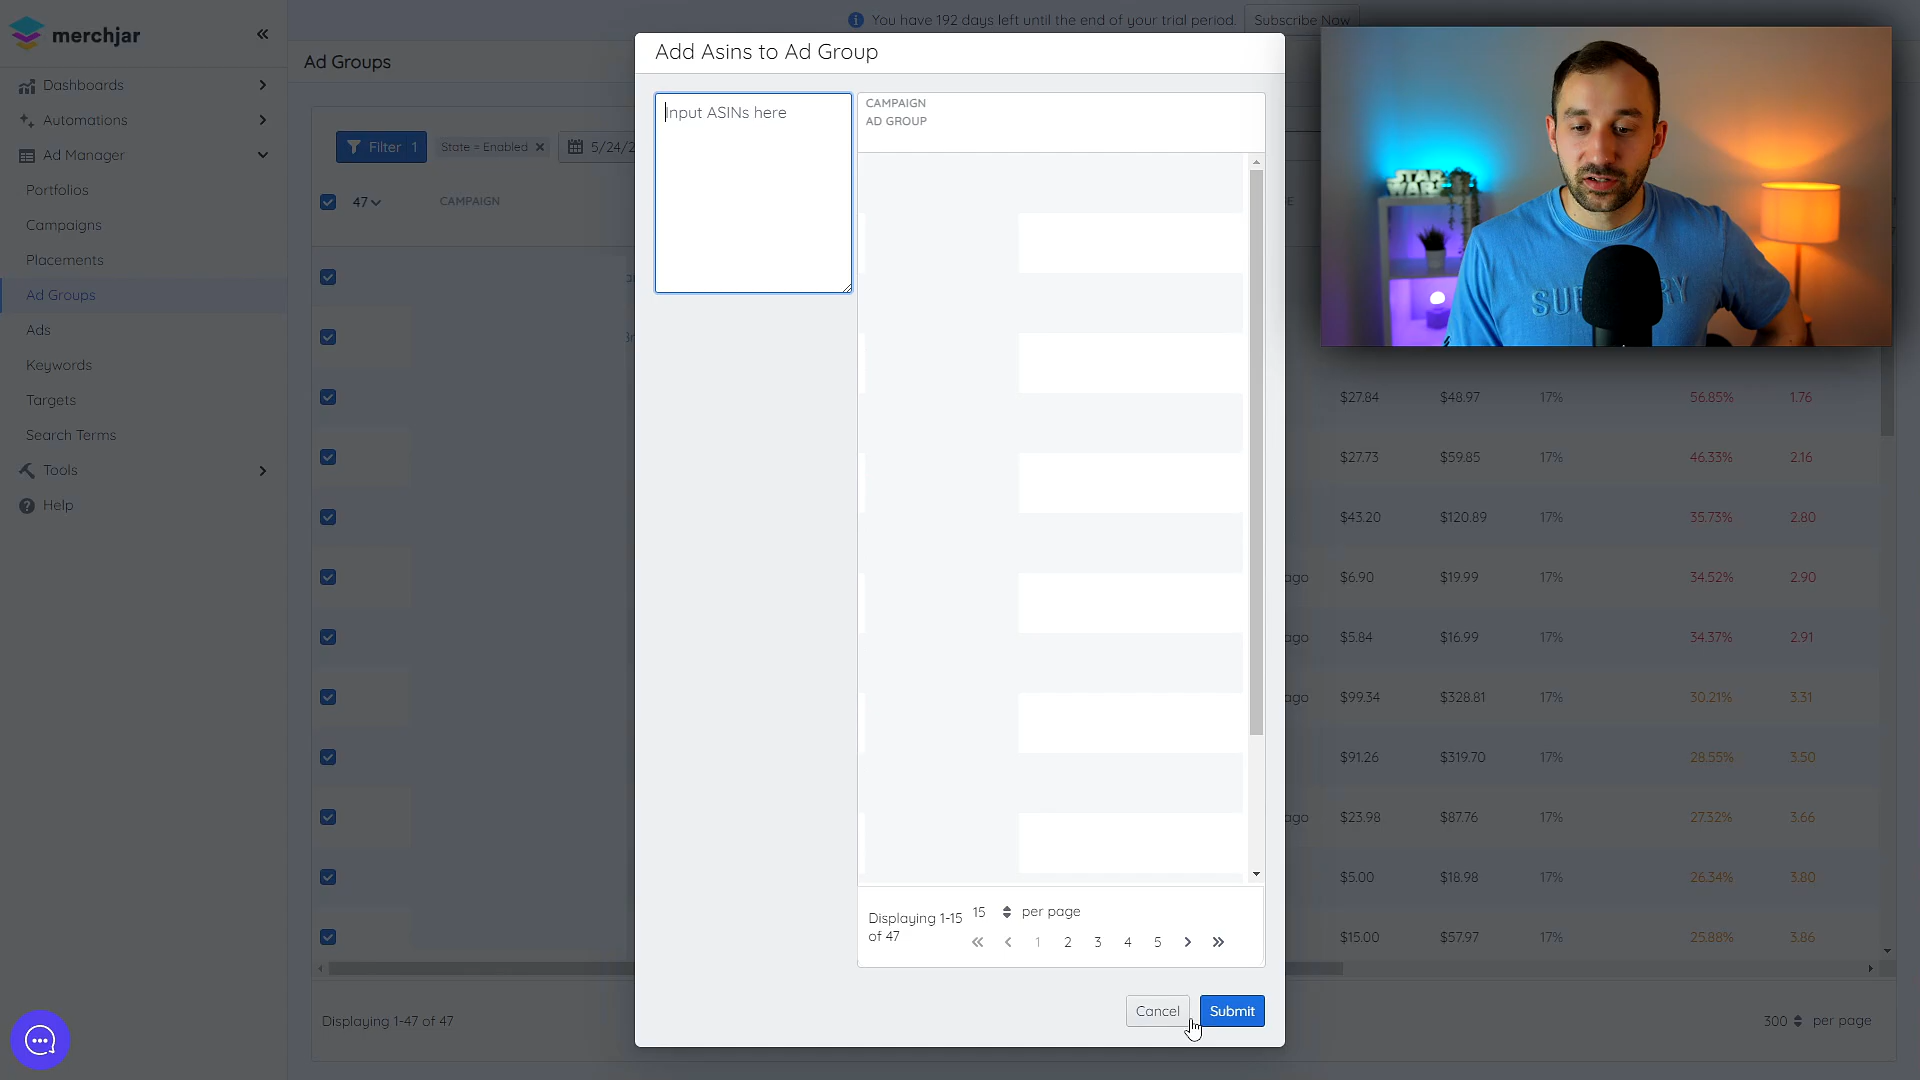 merchjar
You have 192 days left until the end of your trial period.
Subscribe Now
Dashboards
Automations
Ad Manager
Portfolios
Campaigns
Placements
Ad Groups
Ads
Keywords
Targets
Search Terms
Tools
Help
Ad Groups
Filter 1
State = Enabled
5/24/2
47
CAMPAIGN
Add Asins to Ad Group
Input ASINs here
CAMPAIGN
AD GROUP
Displaying 1-15 of 47
15 per page
1 2 3 4 5
Cancel
Submit
STAR
WARS
$27.84 $48.97 17% 56.85% 1.76
$27.73 $59.85 17% 46.33% 2.16
$43.20 $120.89 17% 35.73% 2.80
ago $6.90 $19.99 17% 34.52% 2.90
ago $5.84 $16.99 17% 34.37% 2.91
ago $99.34 $328.81 17% 30.21% 3.31
$91.26 $319.70 17% 28.55% 3.50
ago $23.98 $87.76 17% 27.32% 3.66
$5.00 $18.98 17% 26.34% 3.80
$15.00 $57.97 17% 25.88% 3.86
Displaying 1-47 of 47
300 per page